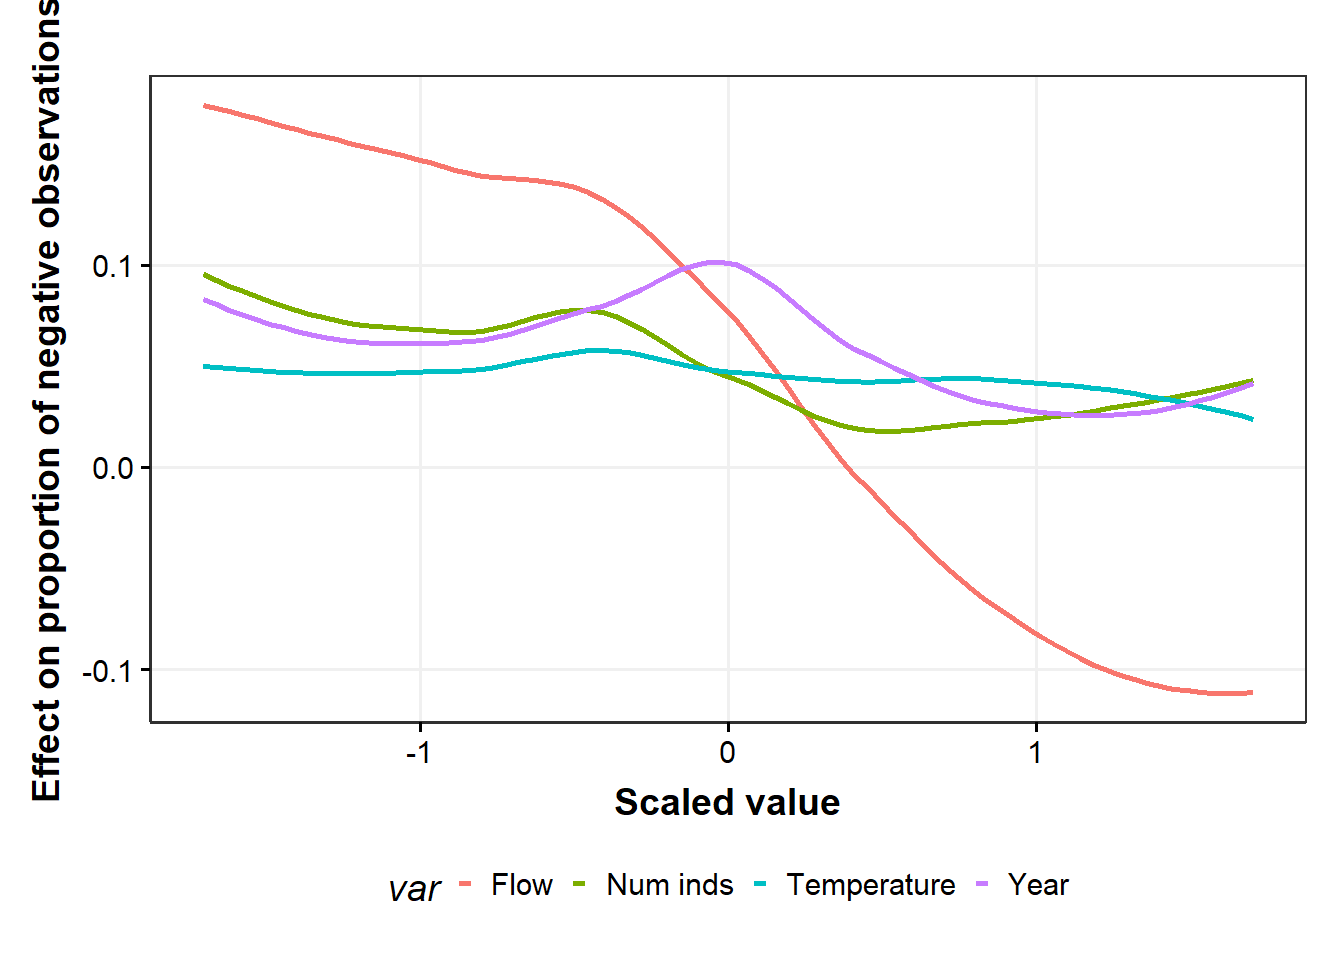 Effect on proportion of negative observations
0.1
0.0
-0.1
-1 0 1
Scaled value
var Flow Num inds Temperature Year